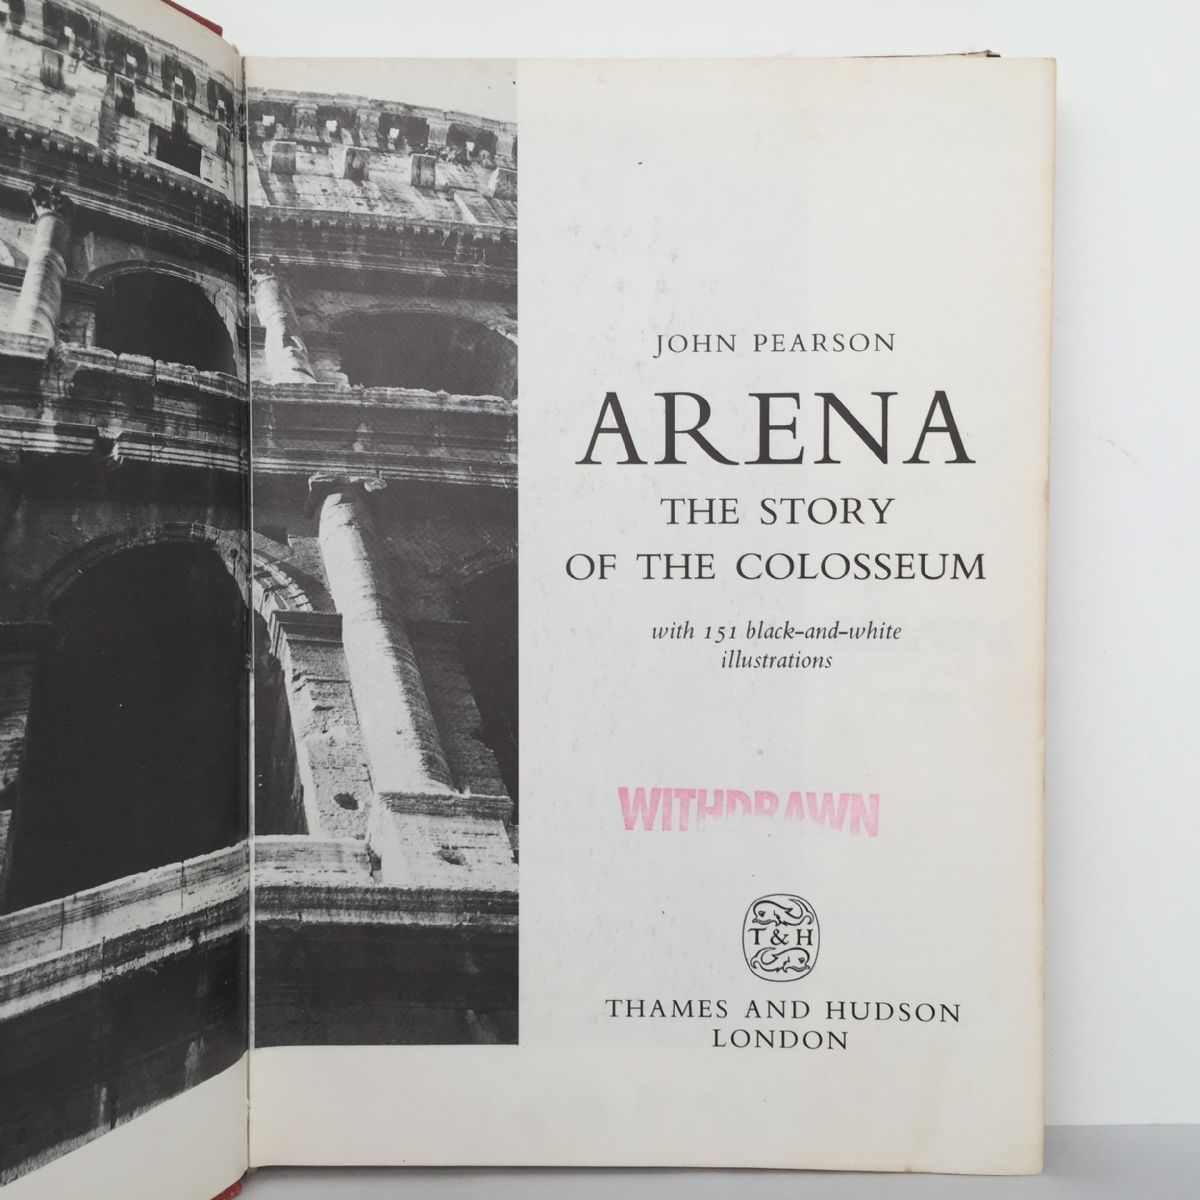 JOHN PEARSON
ARENA
THE STORY
OF THE COLOSSEUM
with 151 black-and-white
illustrations
WITHDRAWN
T & H
THAMES AND HUDSON
LONDON